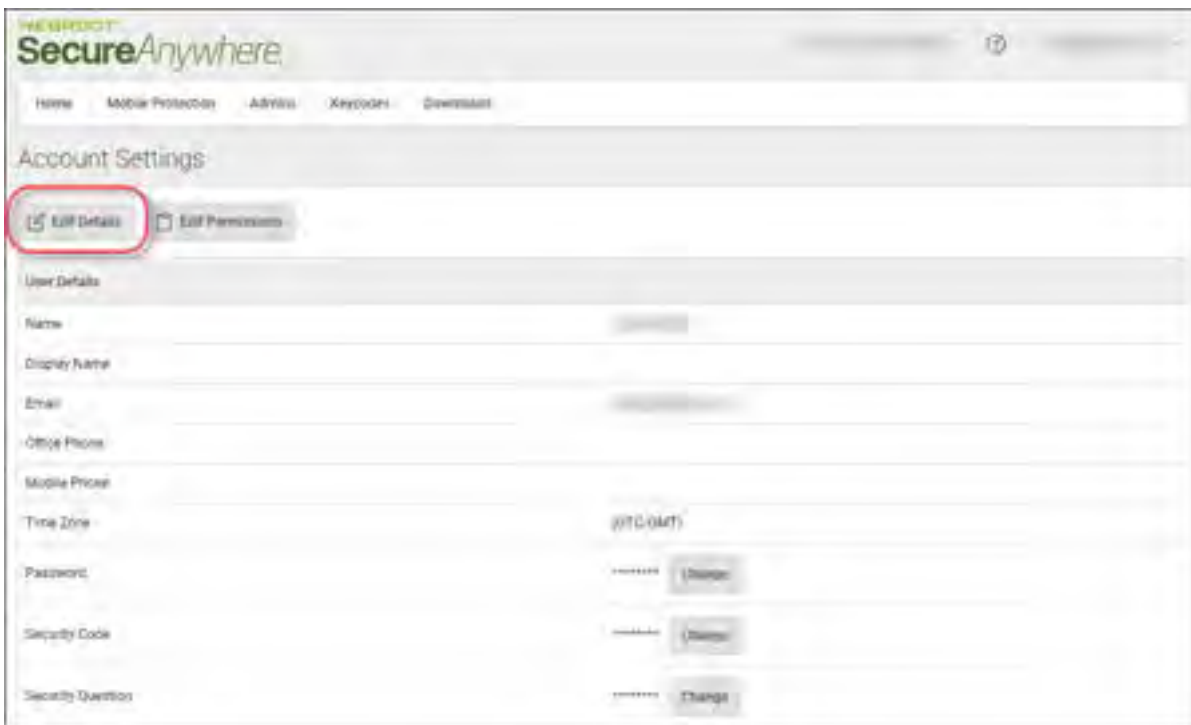 WEBROOT
SecureAnywhere
Home Mobile Protection Admins Keycodes Downloads
Account Settings
Edit Details Edit Permissions
User Details
Name
Display Name
Email
Office Phone
Mobile Phone
Time Zone (UTC-GMT)
Password ******** Change
Security Code ******** Change
Security Question ******** Change